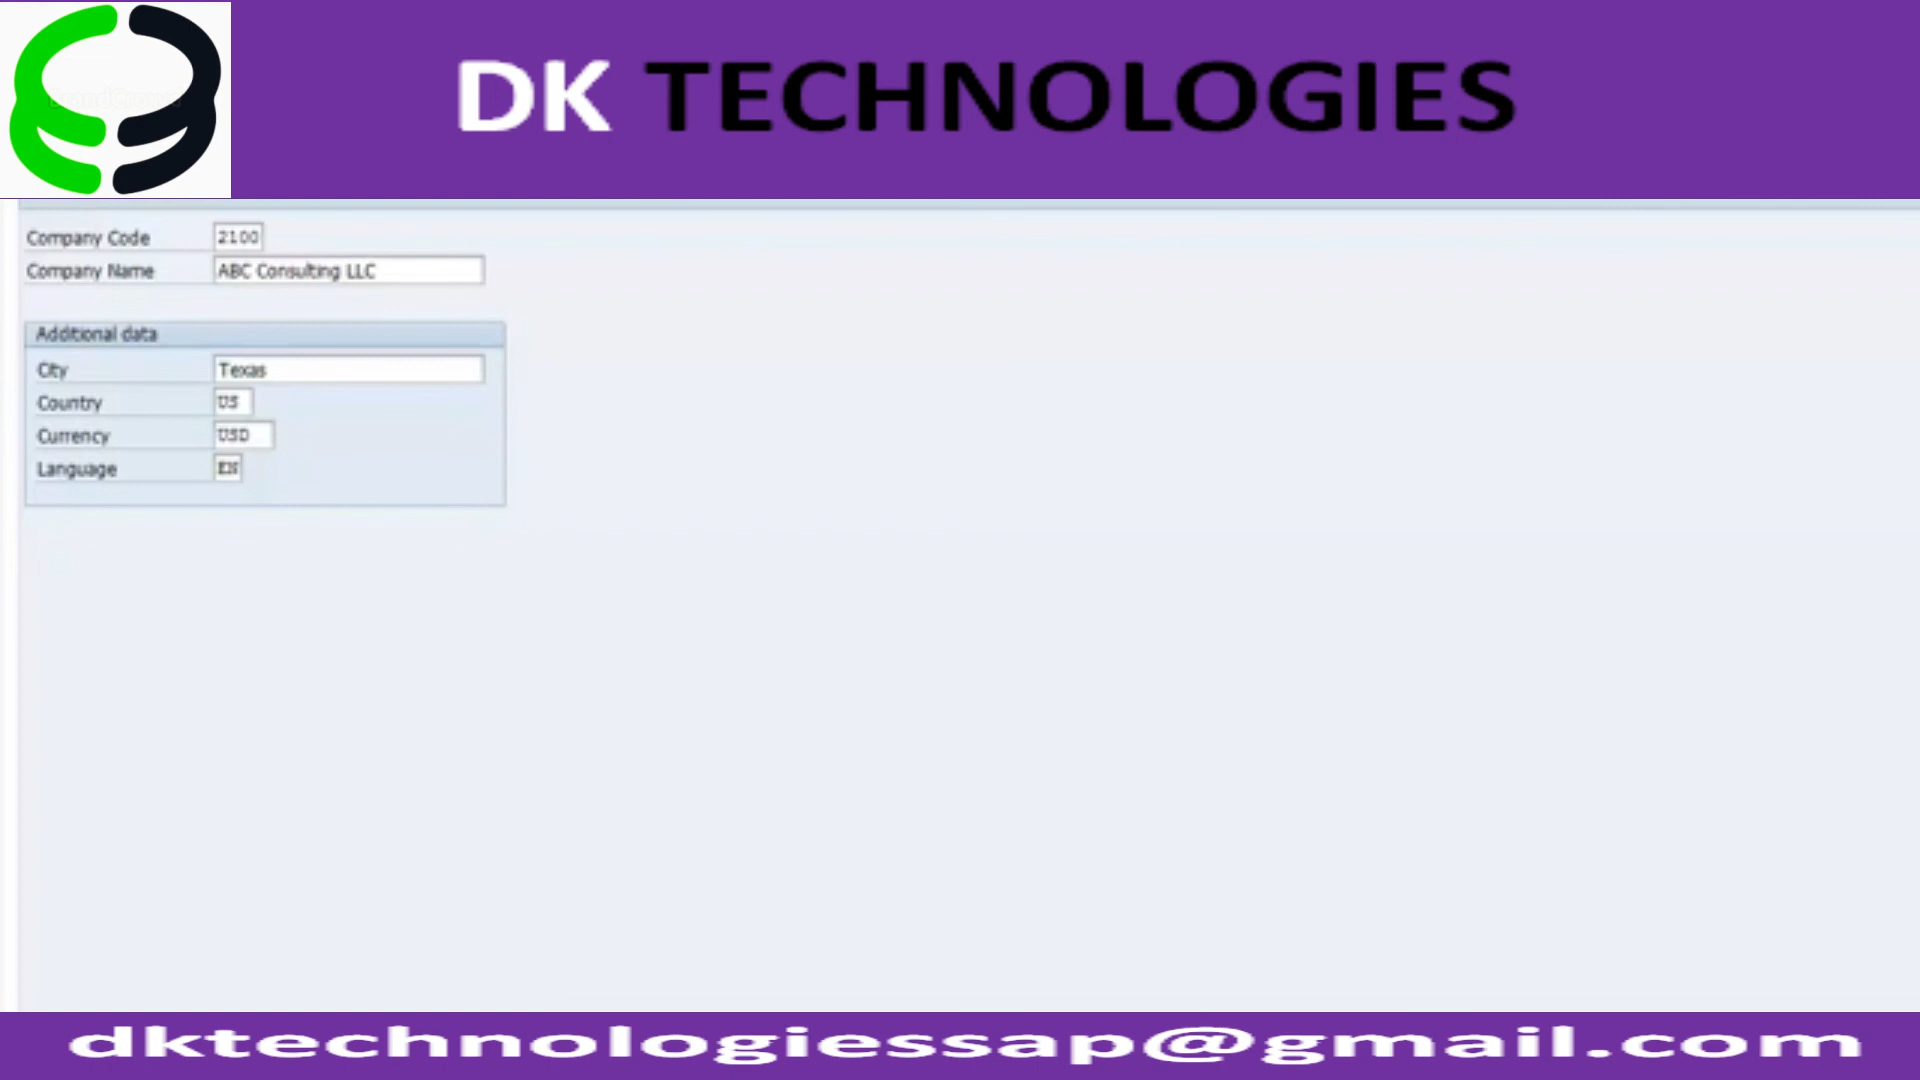 DK TECHNOLOGIES
Company Code 2100
Company Name ABC Consulting LLC
Additional data
City Texas
Country US
Currency USD
Language EN
dktechnologiessap@gmail.com